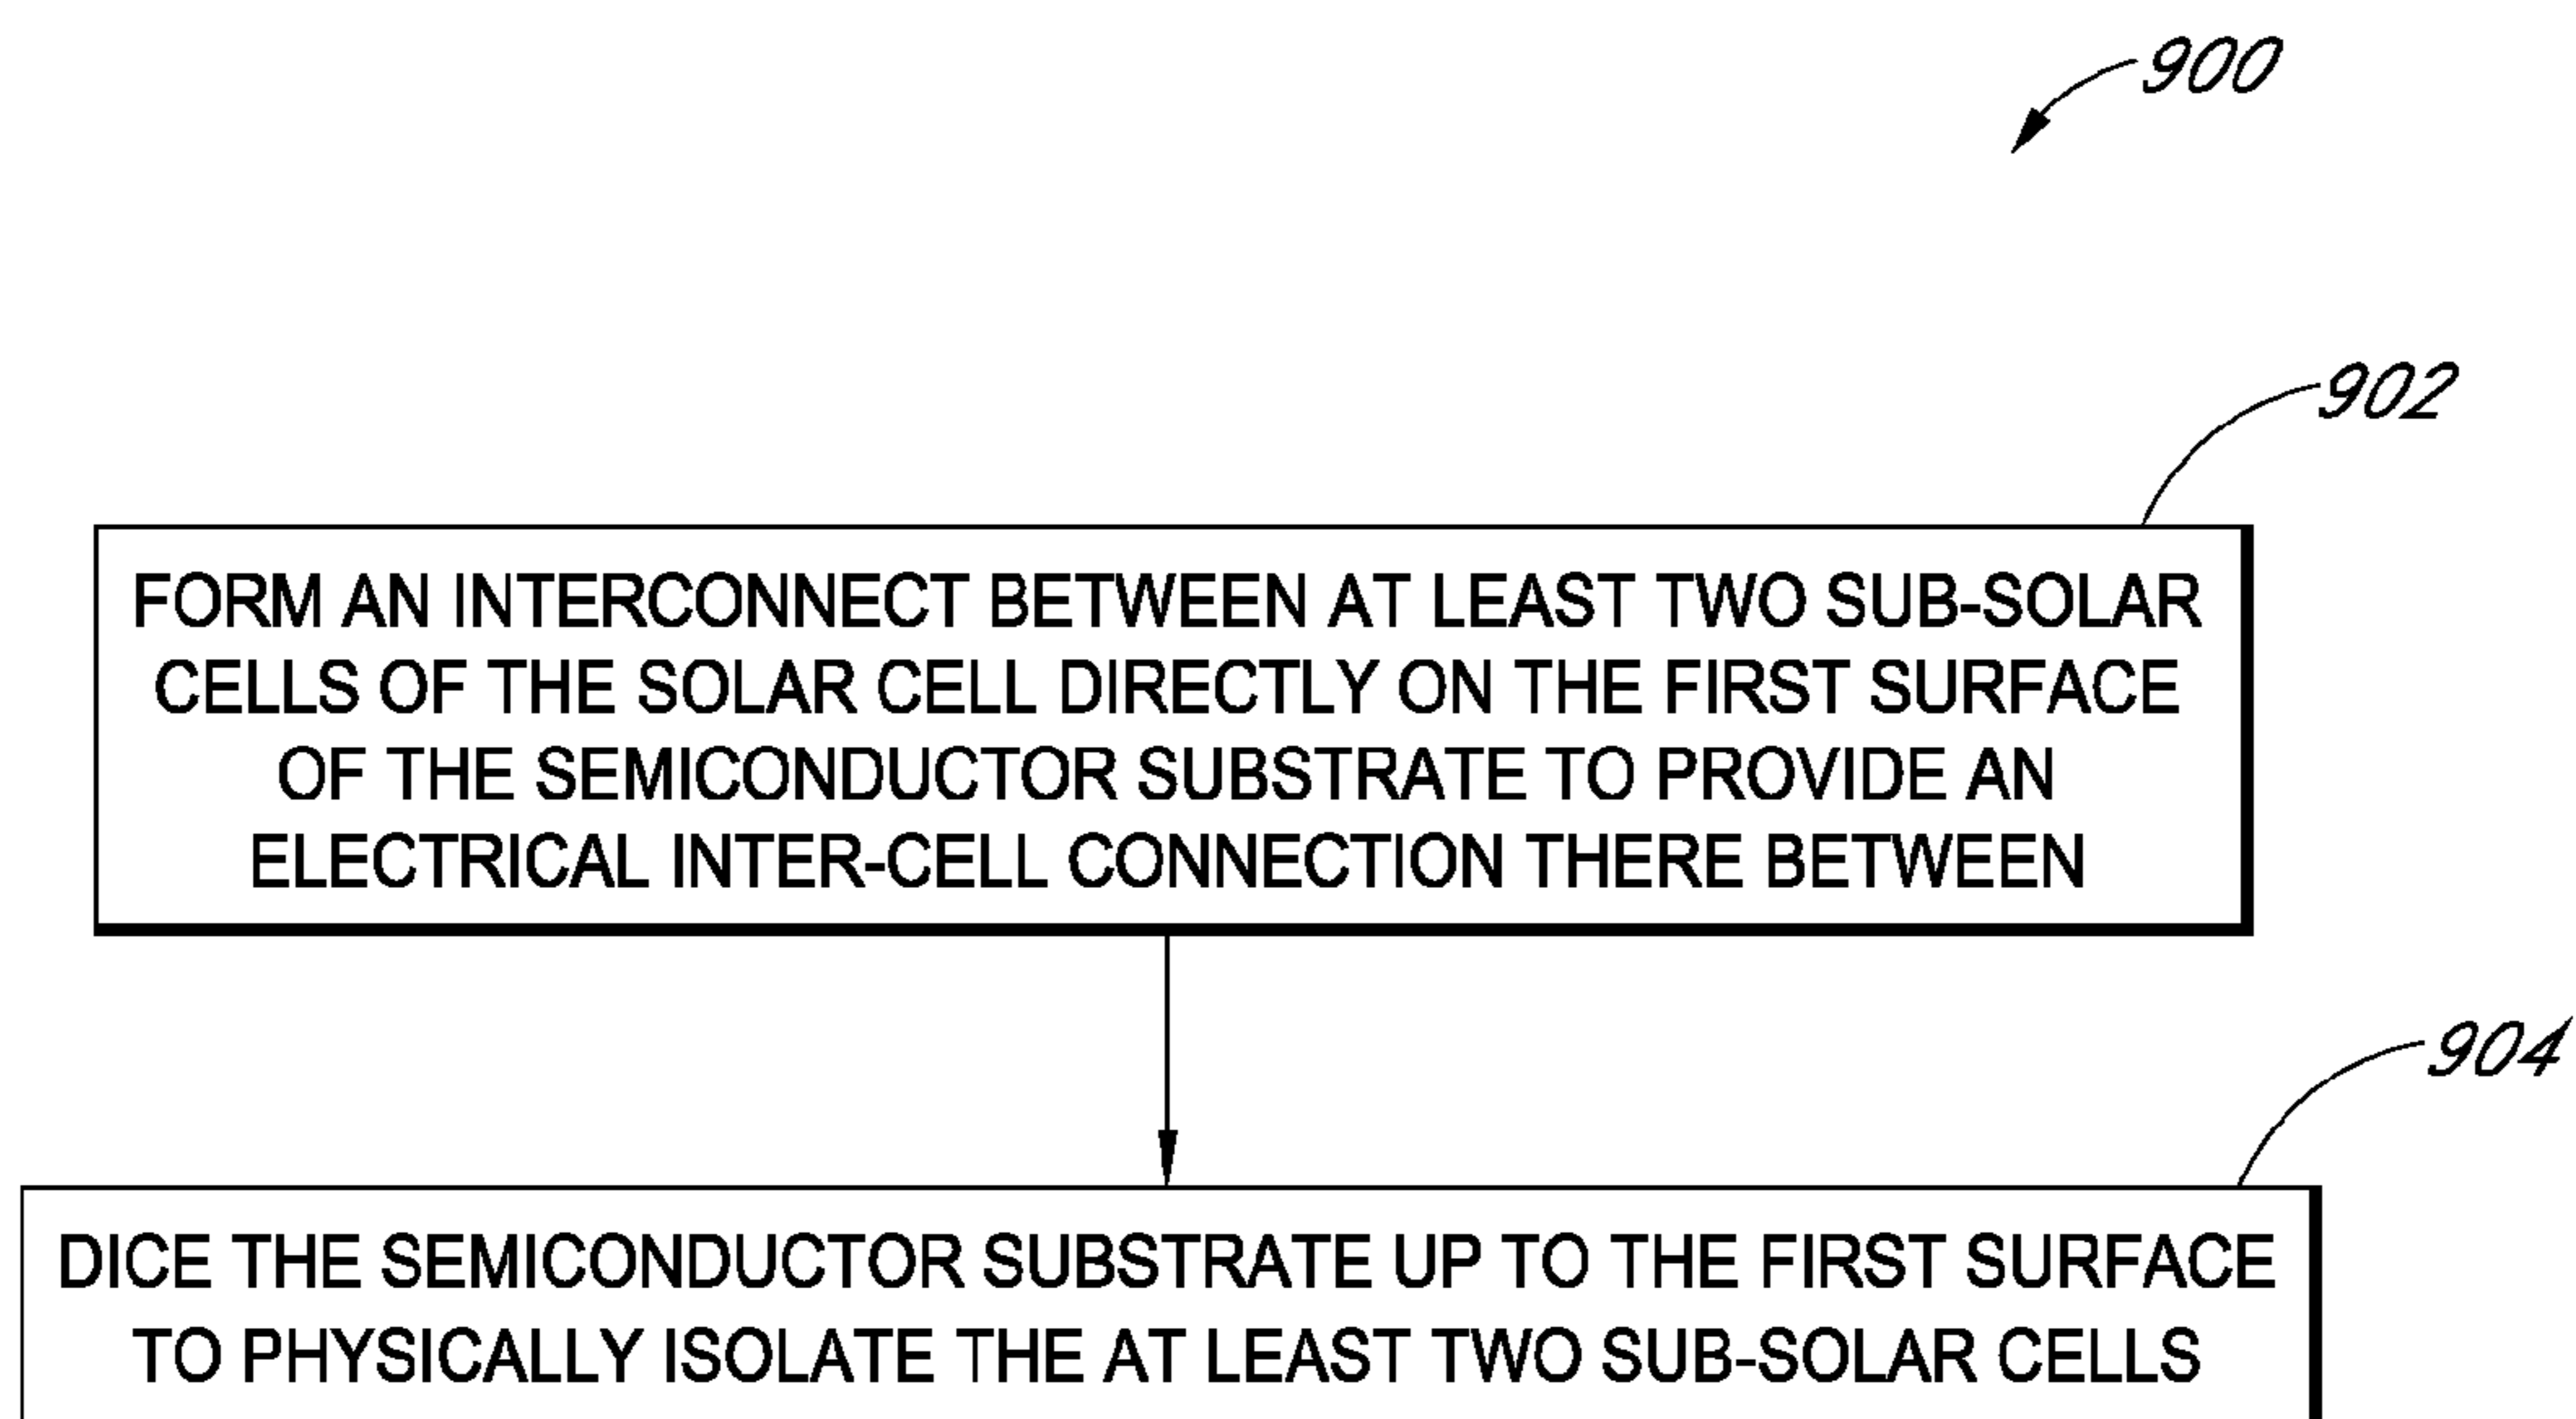 900
902
FORM AN INTERCONNECT BETWEEN AT LEAST TWO SUB-SOLAR
CELLS OF THE SOLAR CELL DIRECTLY ON THE FIRST SURFACE
OF THE SEMICONDUCTOR SUBSTRATE TO PROVIDE AN
ELECTRICAL INTER-CELL CONNECTION THERE BETWEEN
904
DICE THE SEMICONDUCTOR SUBSTRATE UP TO THE FIRST SURFACE
TO PHYSICALLY ISOLATE THE AT LEAST TWO SUB-SOLAR CELLS